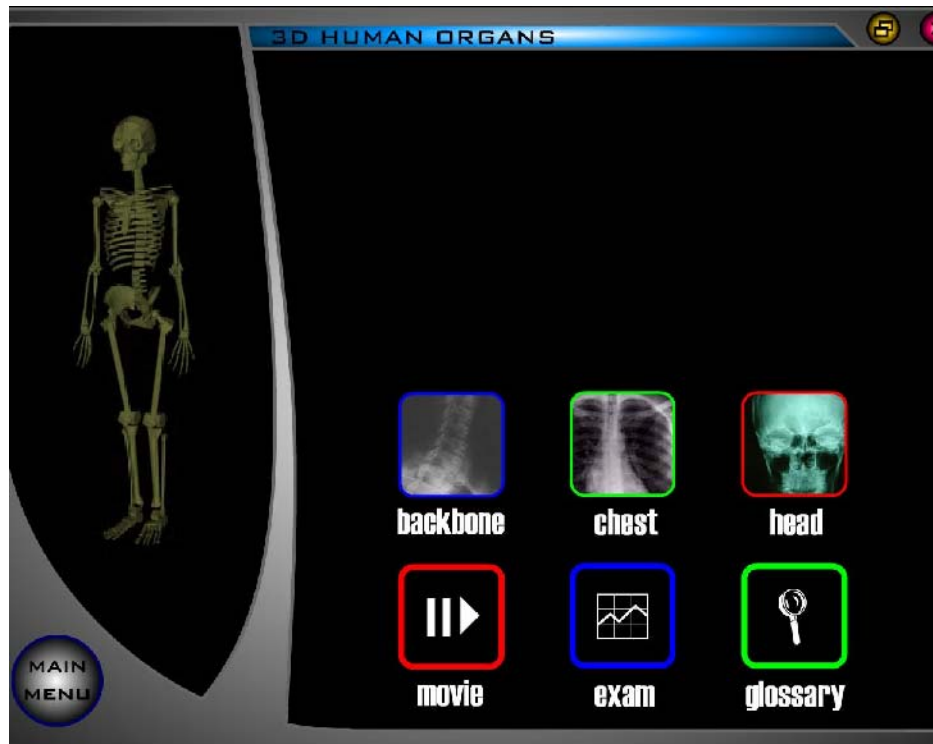 3D HUMAN ORGANS
backbone
chest
head
movie
exam
glossary
MAIN
MENU